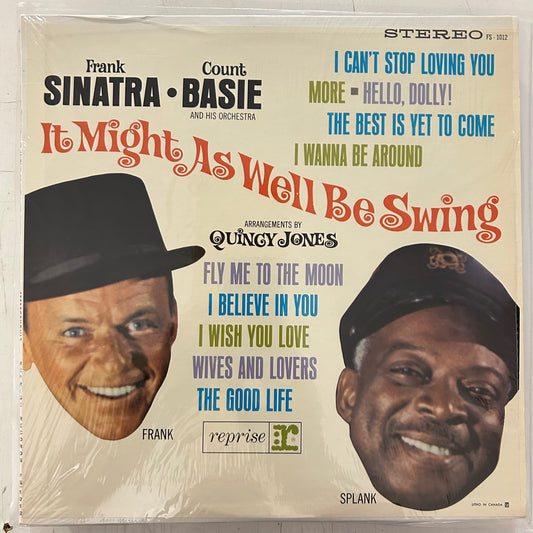 STEREO FS - 1012
Frank Count
SINATRA • BASIE
AND HIS ORCHESTRA
I CAN'T STOP LOVING YOU
MORE ▪ HELLO, DOLLY!
THE BEST IS YET TO COME
I WANNA BE AROUND
It Might As Well Be Swing
ARRANGEMENTS BY
QUINCY JONES
FLY ME TO THE MOON
I BELIEVE IN YOU
I WISH YOU LOVE
WIVES AND LOVERS
THE GOOD LIFE
FRANK
reprise r
SPLANK
LITHO IN CANADA